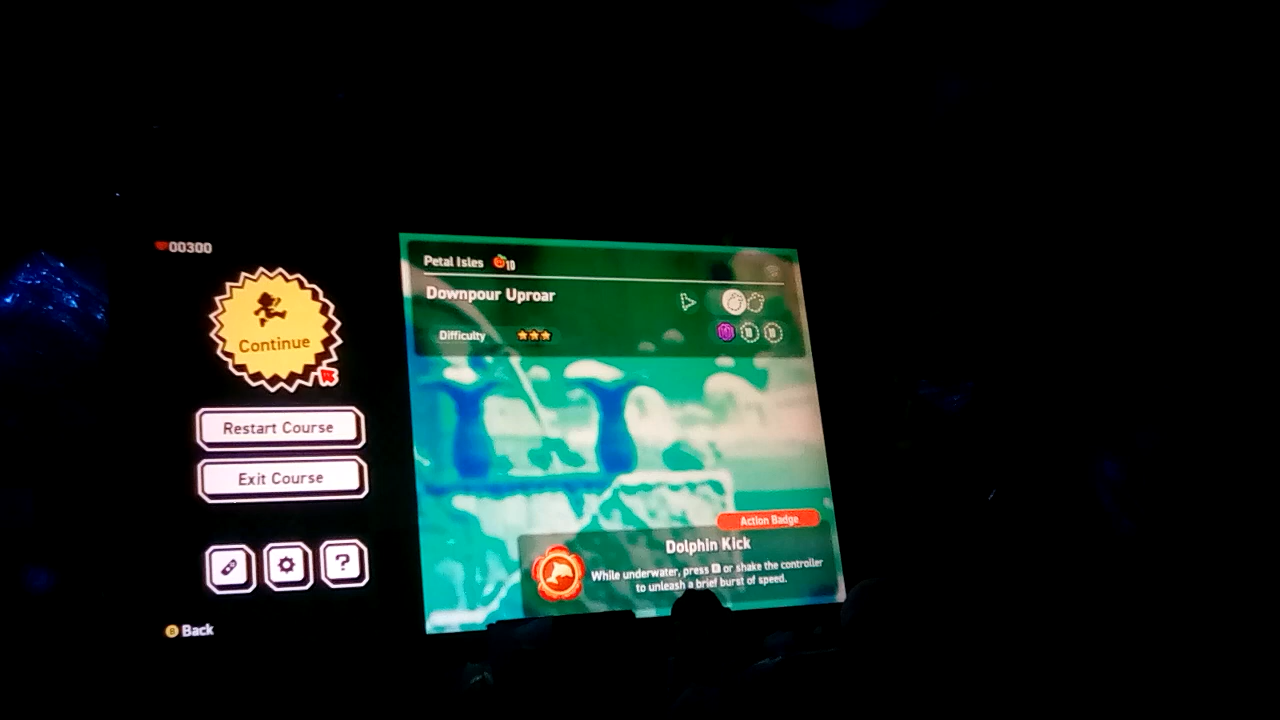 00300
Continue
Restart Course
Exit Course
?
B Back
Petal Isles 10
Downpour Uproar
Difficulty
Action Badge
Dolphin Kick
While underwater, press R or shake the controller
to unleash a brief burst of speed.